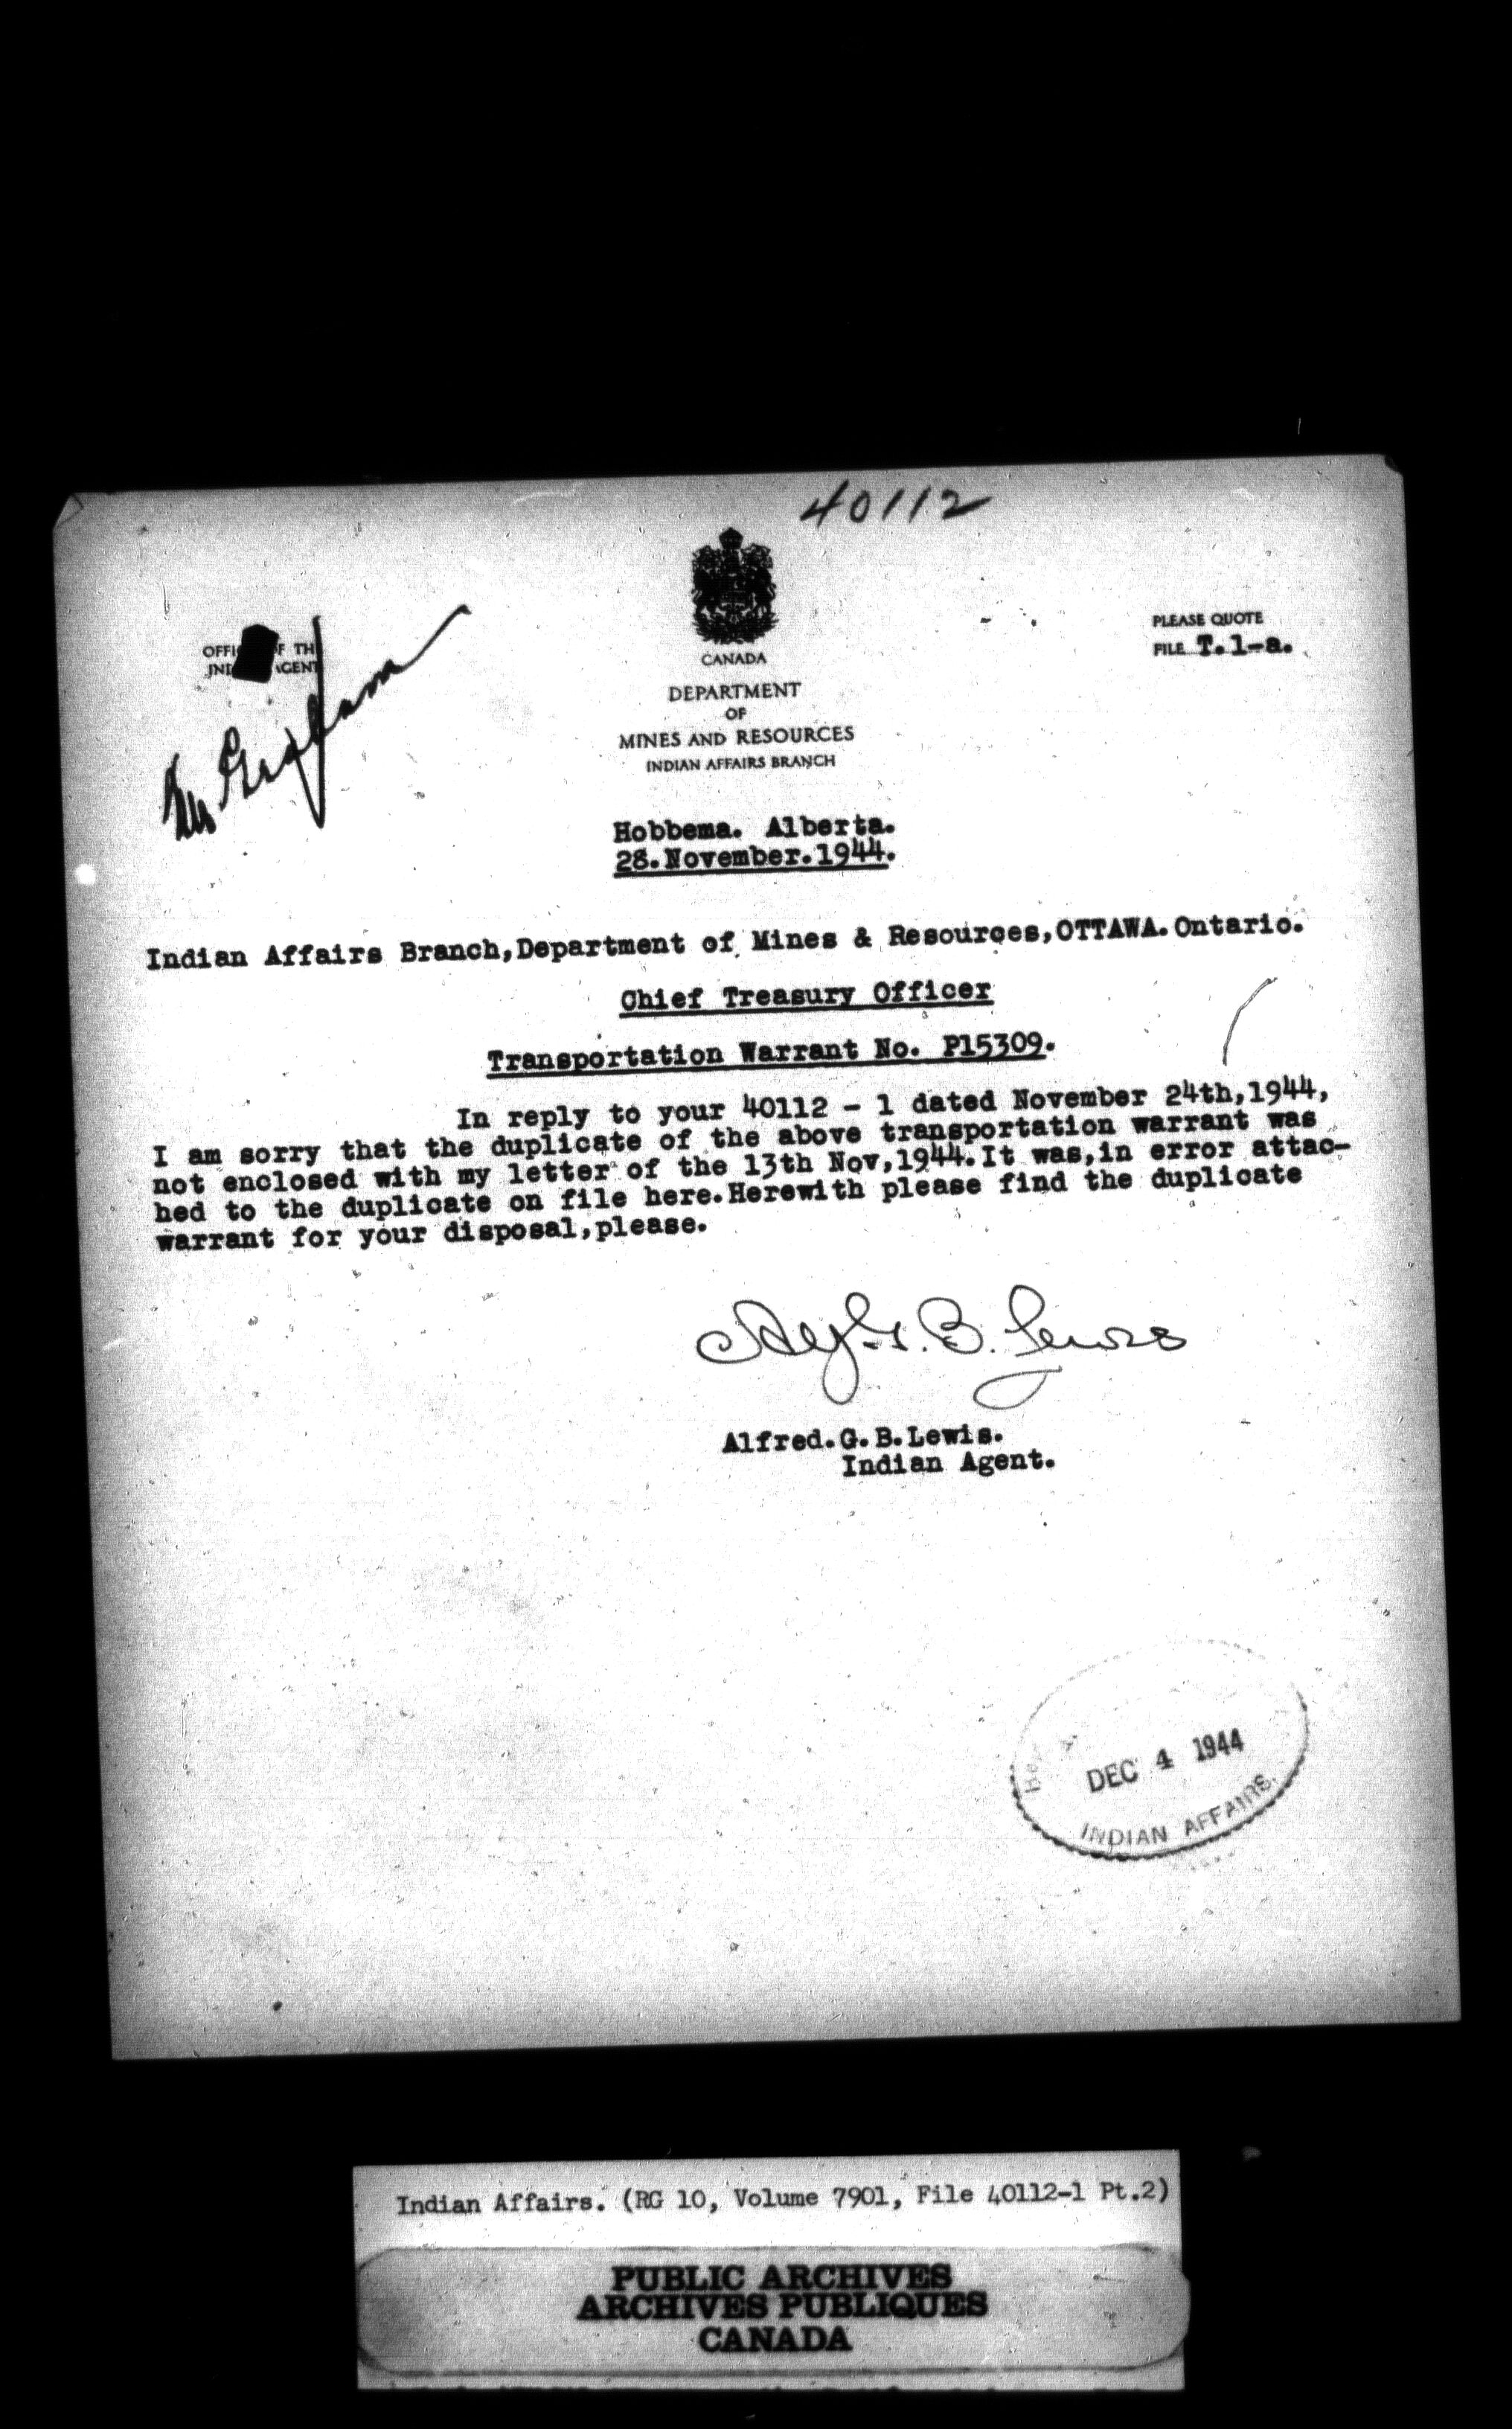 40112
OFFI F TH
INI AGENT
Mr Graham
CANADA
DEPARTMENT
OF
MINES AND RESOURCES
INDIAN AFFAIRS BRANCH
PLEASE QUOTE
FILE T.1-a.
Hobbema. Alberta.
28.November.1944.
Indian Affairs Branch,Department of Mines & Resources,OTTAWA.Ontario.
Chief Treasury Officer
Transportation Warrant No. P15309.
In reply to your 40112 - 1 dated November 24th,1944,
I am sorry that the duplicate of the above transportation warrant was
not enclosed with my letter of the 13th Nov,1944.It was,in error attac-
hed to the duplicate on file here.Herewith please find the duplicate
warrant for your disposal,please.
Alf. G. B. Lewis
Alfred.G.B.Lewis.
Indian Agent.
DEC 4 1944
INDIAN AFFAIRS
Indian Affairs. (RG 10, Volume 7901, File 40112-1 Pt.2)
PUBLIC ARCHIVES
ARCHIVES PUBLIQUES
CANADA